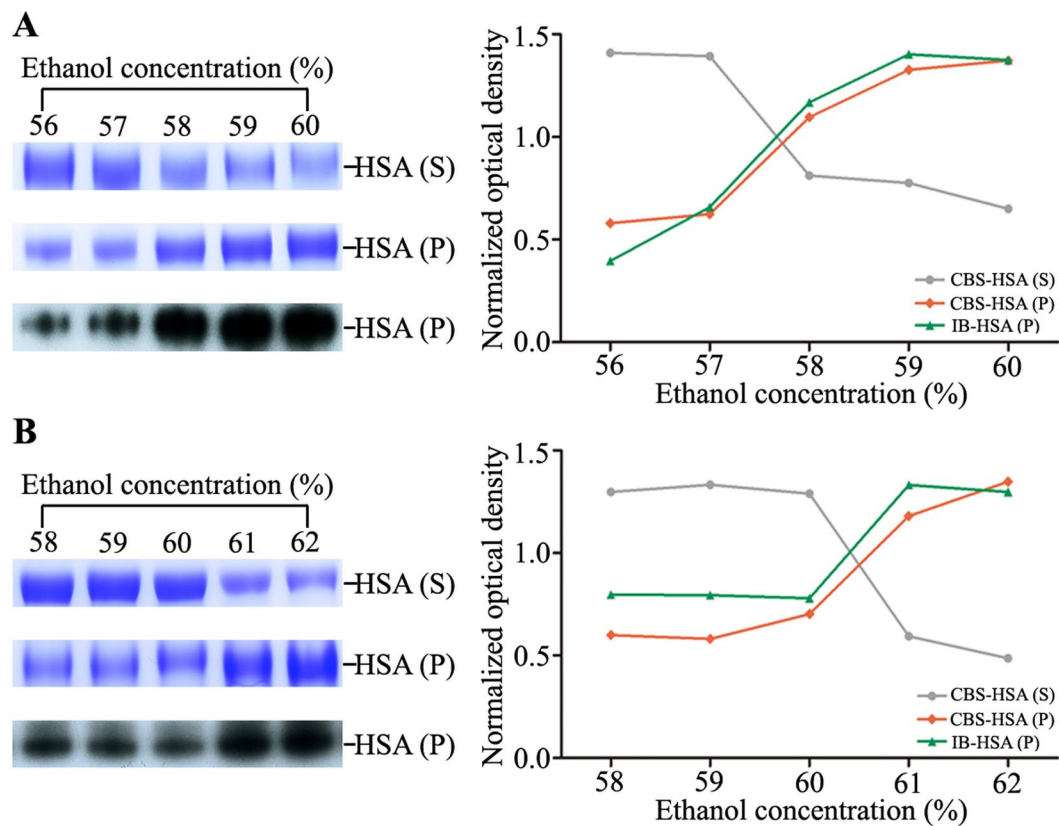 A
Ethanol concentration (%)
56 57 58 59 60
HSA (S)
HSA (P)
HSA (P)
Normalized optical density
1.5
1.0
0.5
0.0
CBS-HSA (S)
CBS-HSA (P)
IB-HSA (P)
56 57 58 59 60
Ethanol concentration (%)
B
Ethanol concentration (%)
58 59 60 61 62
HSA (S)
HSA (P)
HSA (P)
Normalized optical density
1.5
1.0
0.5
0.0
CBS-HSA (S)
CBS-HSA (P)
IB-HSA (P)
58 59 60 61 62
Ethanol concentration (%)